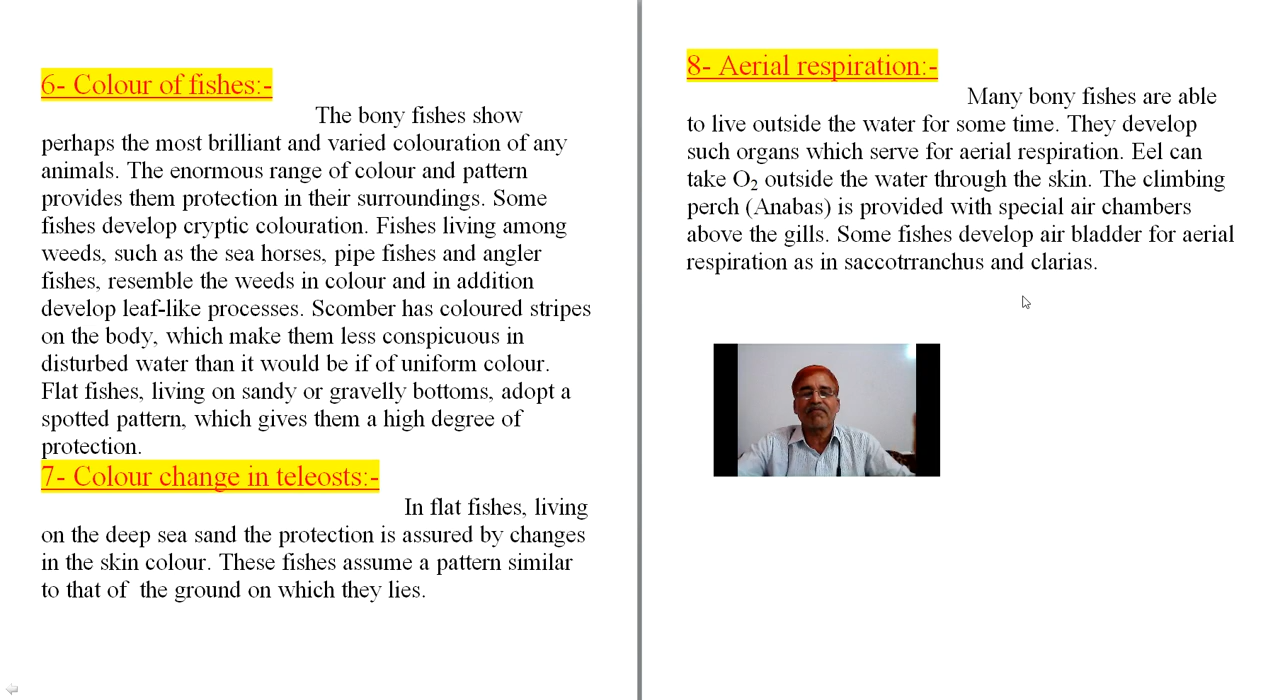 6- Colour of fishes:-
The bony fishes show
perhaps the most brilliant and varied colouration of any
animals. The enormous range of colour and pattern
provides them protection in their surroundings. Some
fishes develop cryptic colouration. Fishes living among
weeds, such as the sea horses, pipe fishes and angler
fishes, resemble the weeds in colour and in addition
develop leaf-like processes. Scomber has coloured stripes
on the body, which make them less conspicuous in
disturbed water than it would be if of uniform colour.
Flat fishes, living on sandy or gravelly bottoms, adopt a
spotted pattern, which gives them a high degree of
protection.
7- Colour change in teleosts:-
In flat fishes, living
on the deep sea sand the protection is assured by changes
in the skin colour. These fishes assume a pattern similar
to that of  the ground on which they lies.
8- Aerial respiration:-
Many bony fishes are able
to live outside the water for some time. They develop
such organs which serve for aerial respiration. Eel can
take O₂ outside the water through the skin. The climbing
perch (Anabas) is provided with special air chambers
above the gills. Some fishes develop air bladder for aerial
respiration as in saccotrranchus and clarias.